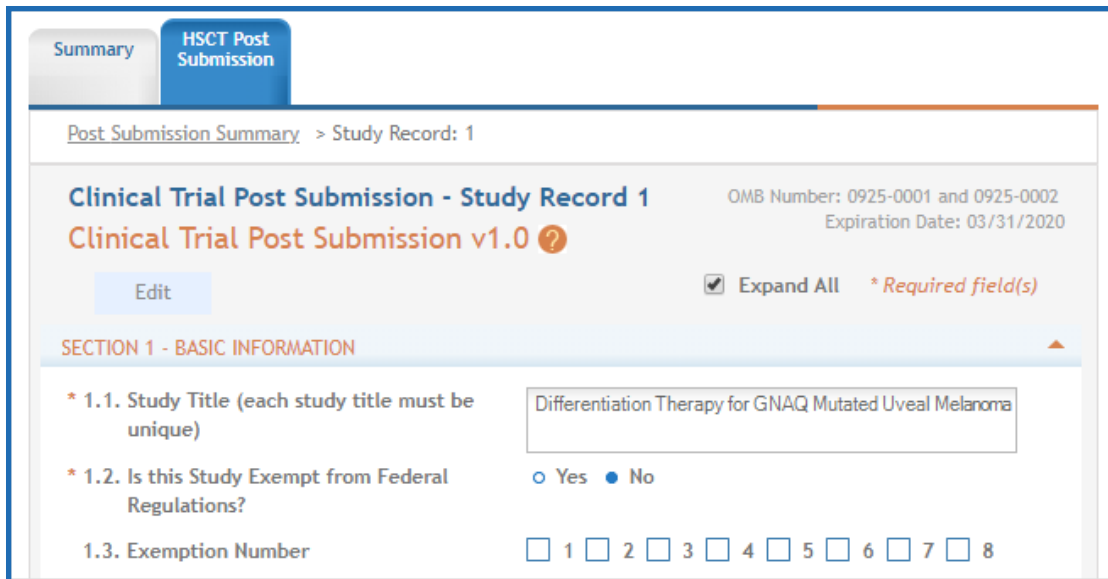 Summary
HSCT Post
Submission
Post Submission Summary > Study Record: 1
Clinical Trial Post Submission - Study Record 1
OMB Number: 0925-0001 and 0925-0002
Expiration Date: 03/31/2020
Clinical Trial Post Submission v1.0 ?
Edit
Expand All * Required field(s)
SECTION 1 - BASIC INFORMATION
* 1.1. Study Title (each study title must be
unique)
Differentiation Therapy for GNAQ Mutated Uveal Melanoma
* 1.2. Is this Study Exempt from Federal
Regulations?
Yes No
1.3. Exemption Number
1 2 3 4 5 6 7 8